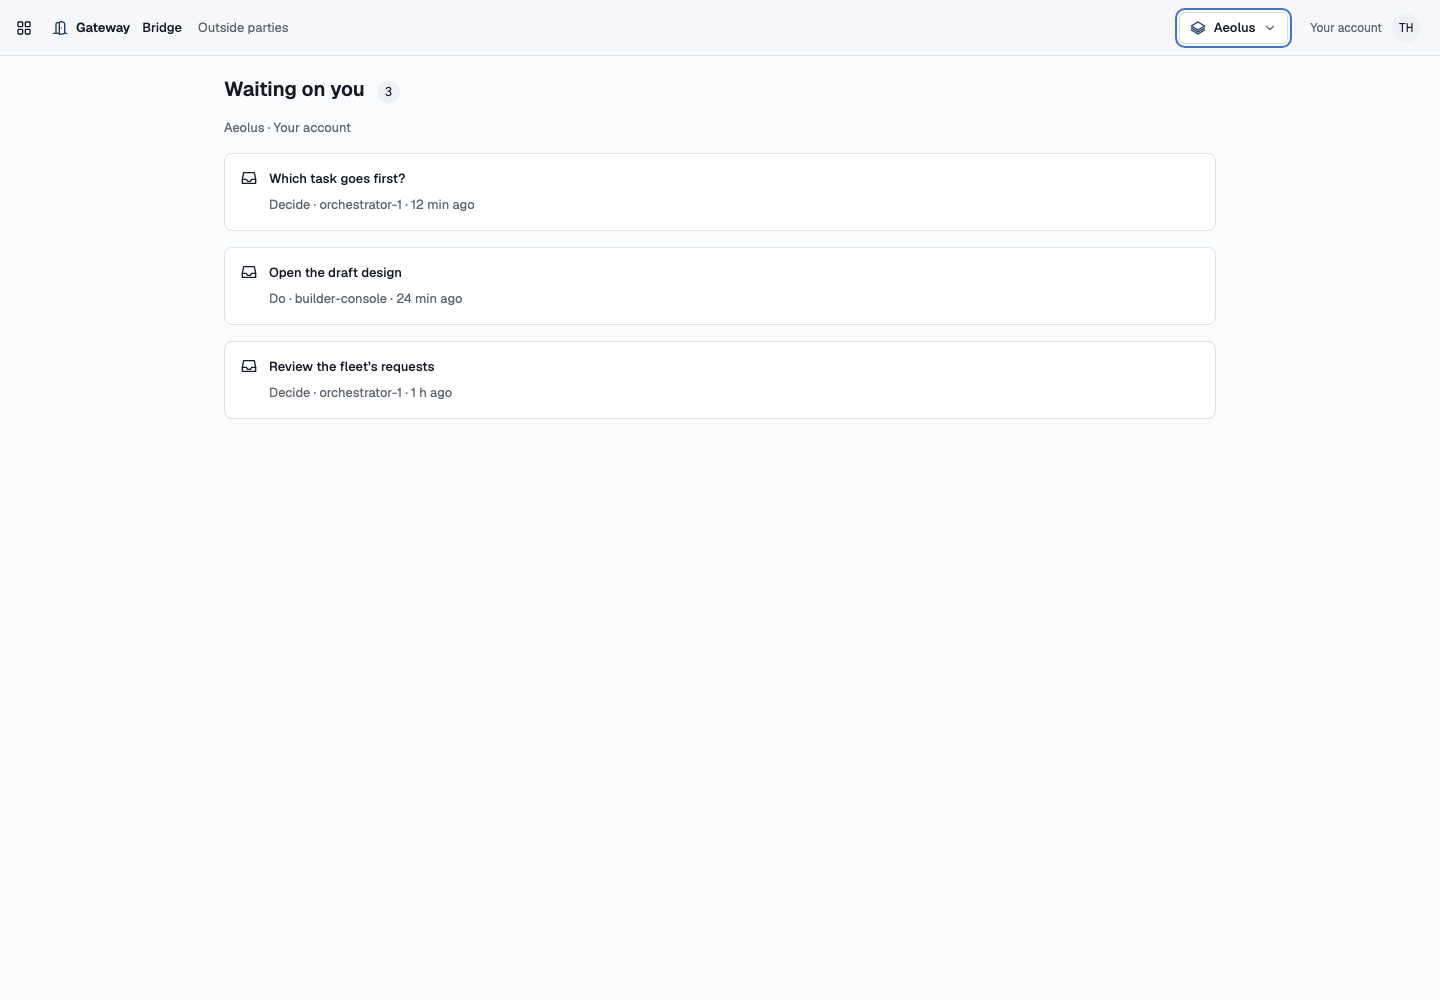 Gateway Bridge Outside parties Aeolus Your account TH
Waiting on you 3
Aeolus · Your account
Which task goes first?
Decide · orchestrator-1 · 12 min ago
Open the draft design
Do · builder-console · 24 min ago
Review the fleet's requests
Decide · orchestrator-1 · 1 h ago